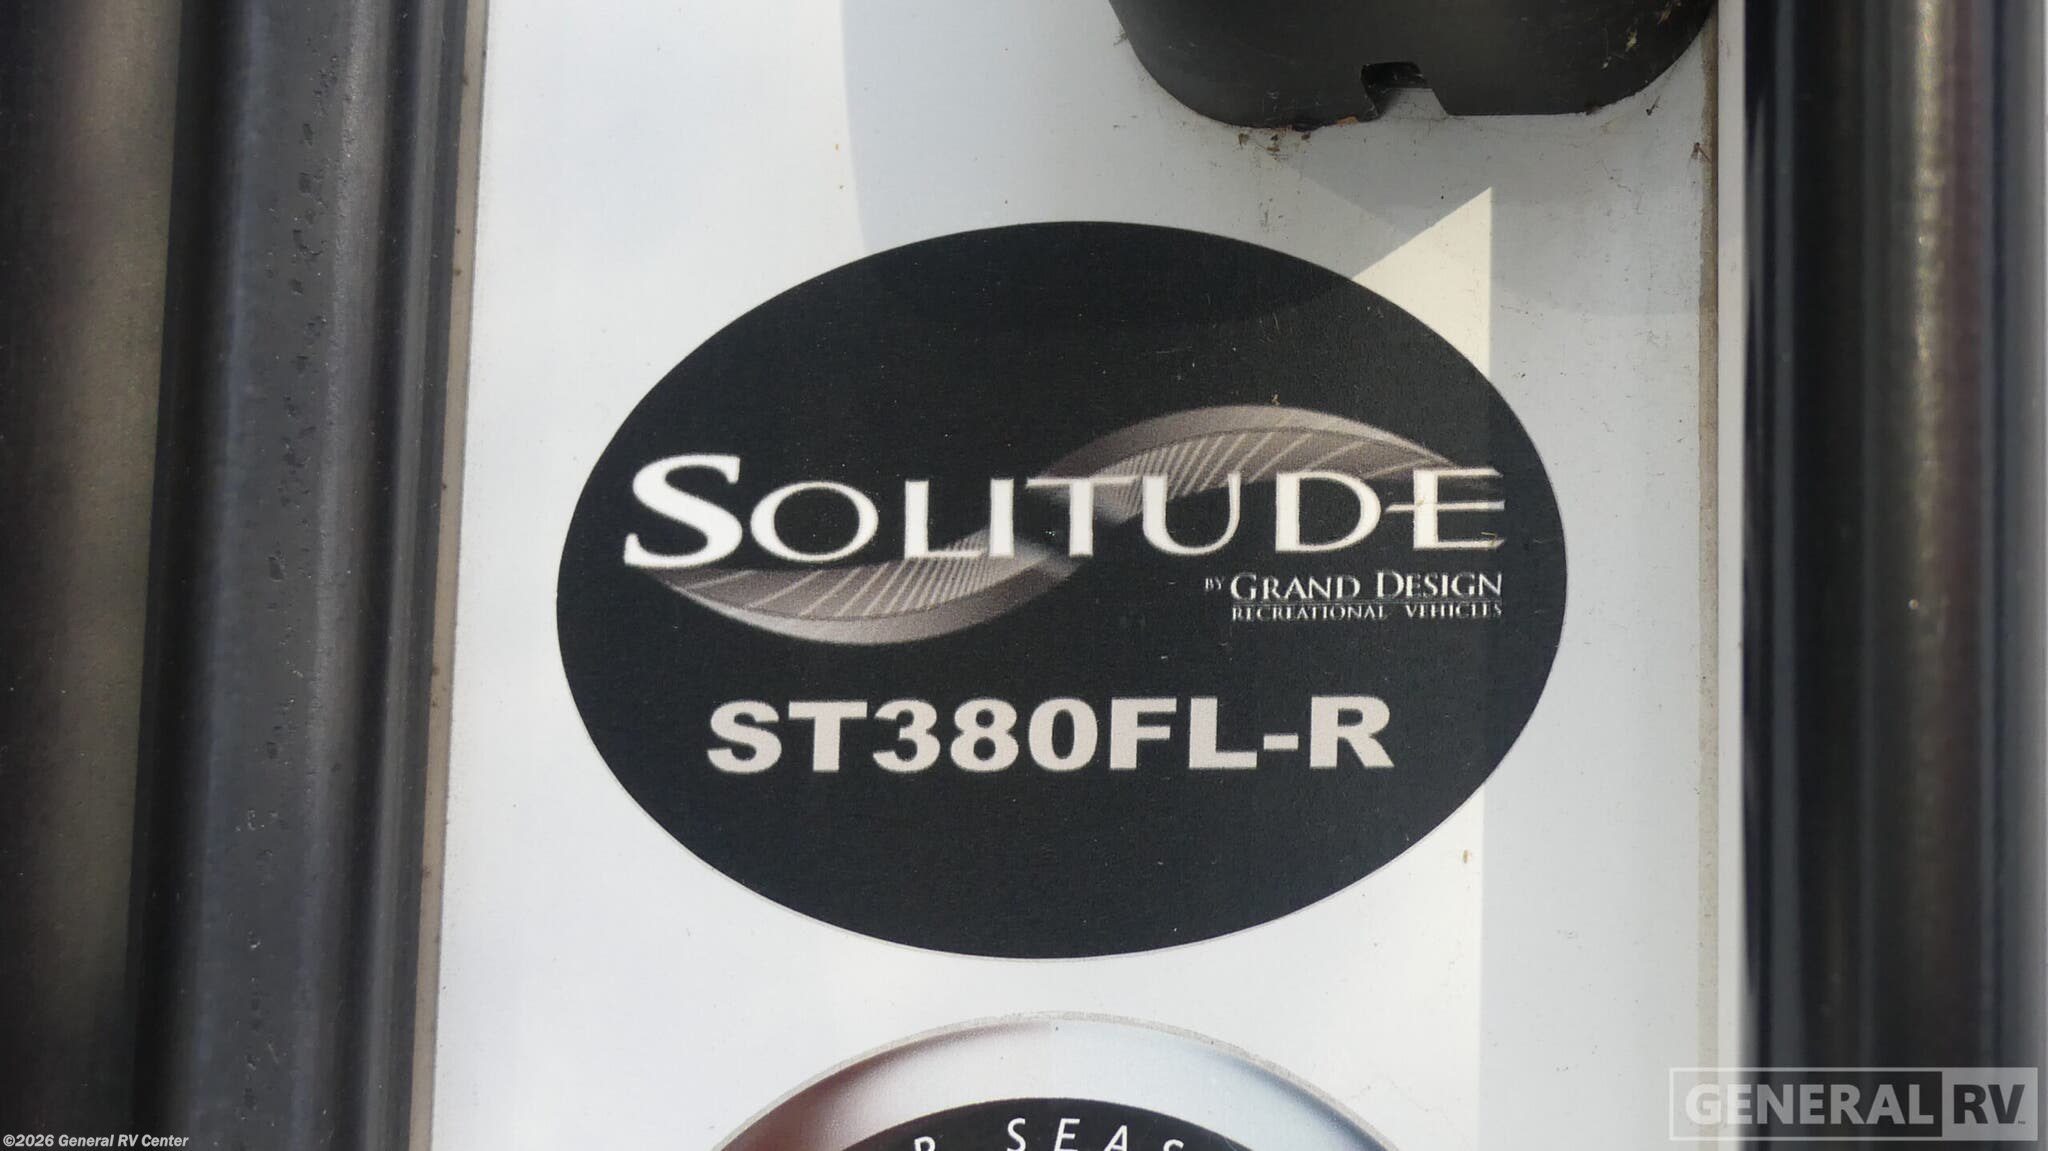 SOLITUDE
BY GRAND DESIGN
RECREATIONAL VEHICLES
ST380FL-R
GENERAL RV
©2026 General RV Center